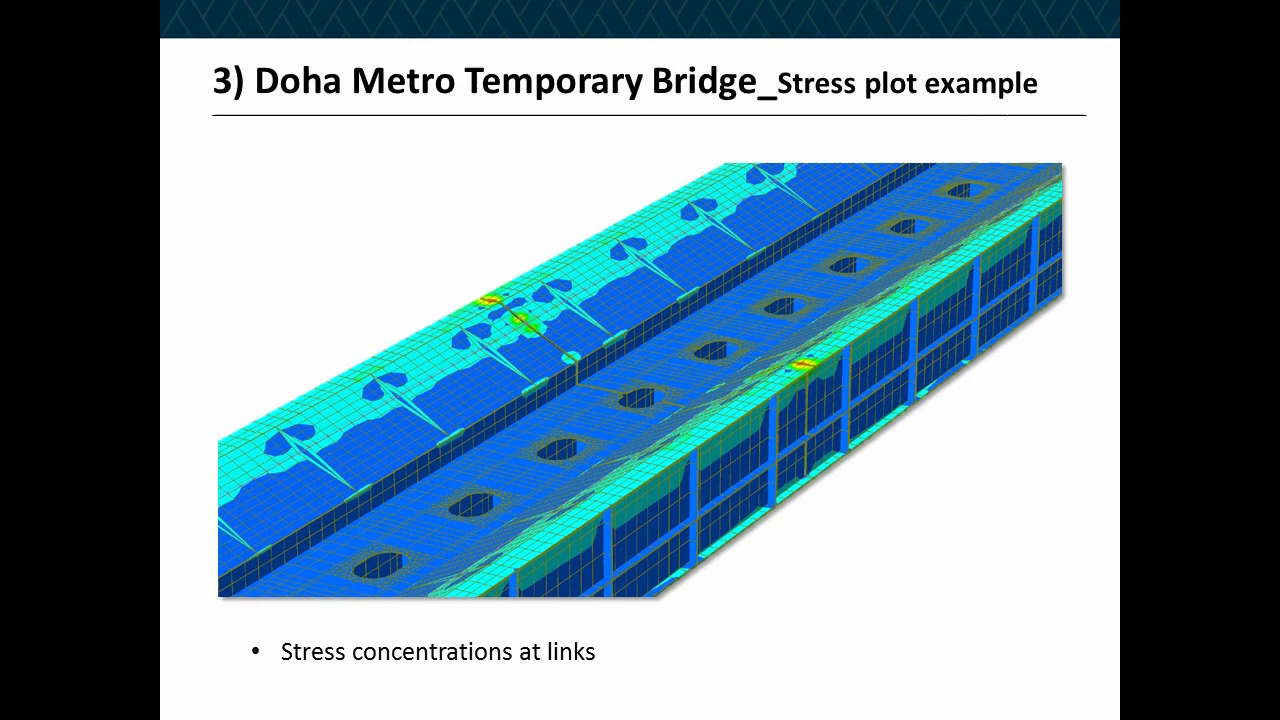 3) Doha Metro Temporary Bridge_Stress plot example
• Stress concentrations at links